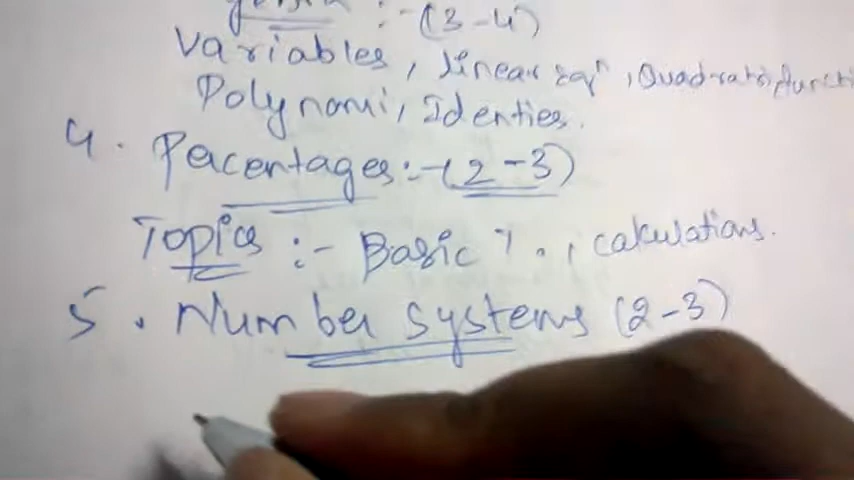 :- (3-4)
Variables, linear eqⁿ, Quadratic functi
Polynomi, Identies.
4. Pacentages :- (2-3)
Topics :- Basic %, calculations.
5. Number systems (2-3)